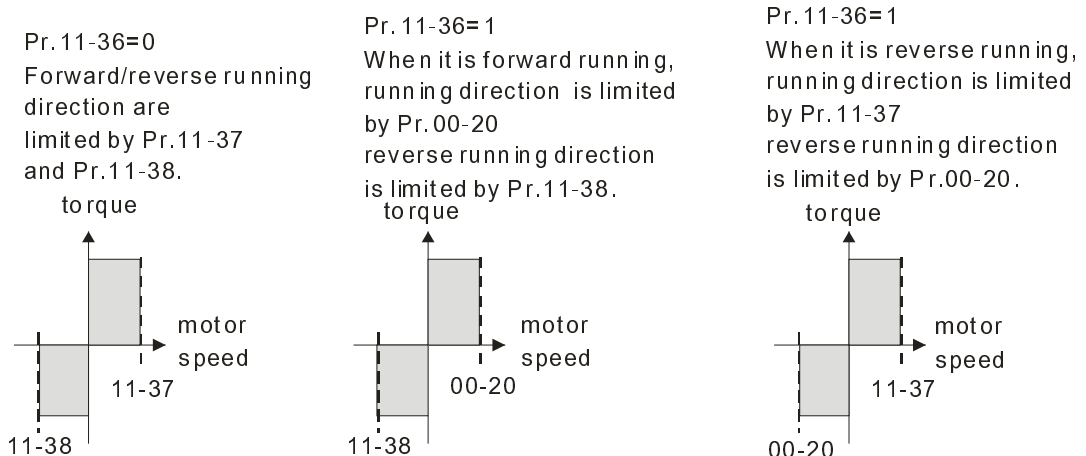 Pr.11-36=0
Forward/reverse running
direction are
limited by Pr.11-37
and Pr.11-38.
torque
motor
speed
11-37
11-38
Pr.11-36=1
When it is forward running,
running direction is limited
by Pr.00-20
reverse running direction
is limited by Pr.11-38.
torque
motor
speed
00-20
11-38
Pr.11-36=1
When it is reverse running,
running direction is limited
by Pr.11-37
reverse running direction
is limited by Pr.00-20.
torque
motor
speed
11-37
00-20